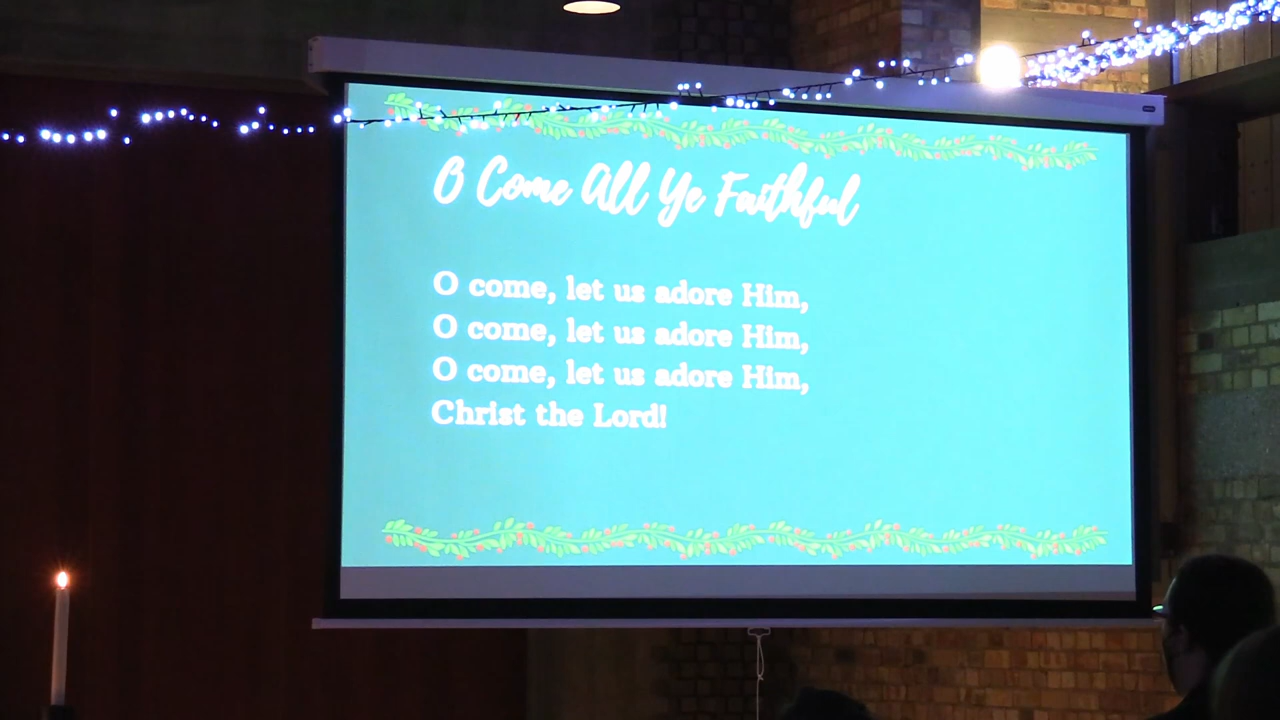 O Come All Ye Faithful
O come, let us adore Him,
O come, let us adore Him,
O come, let us adore Him,
Christ the Lord!